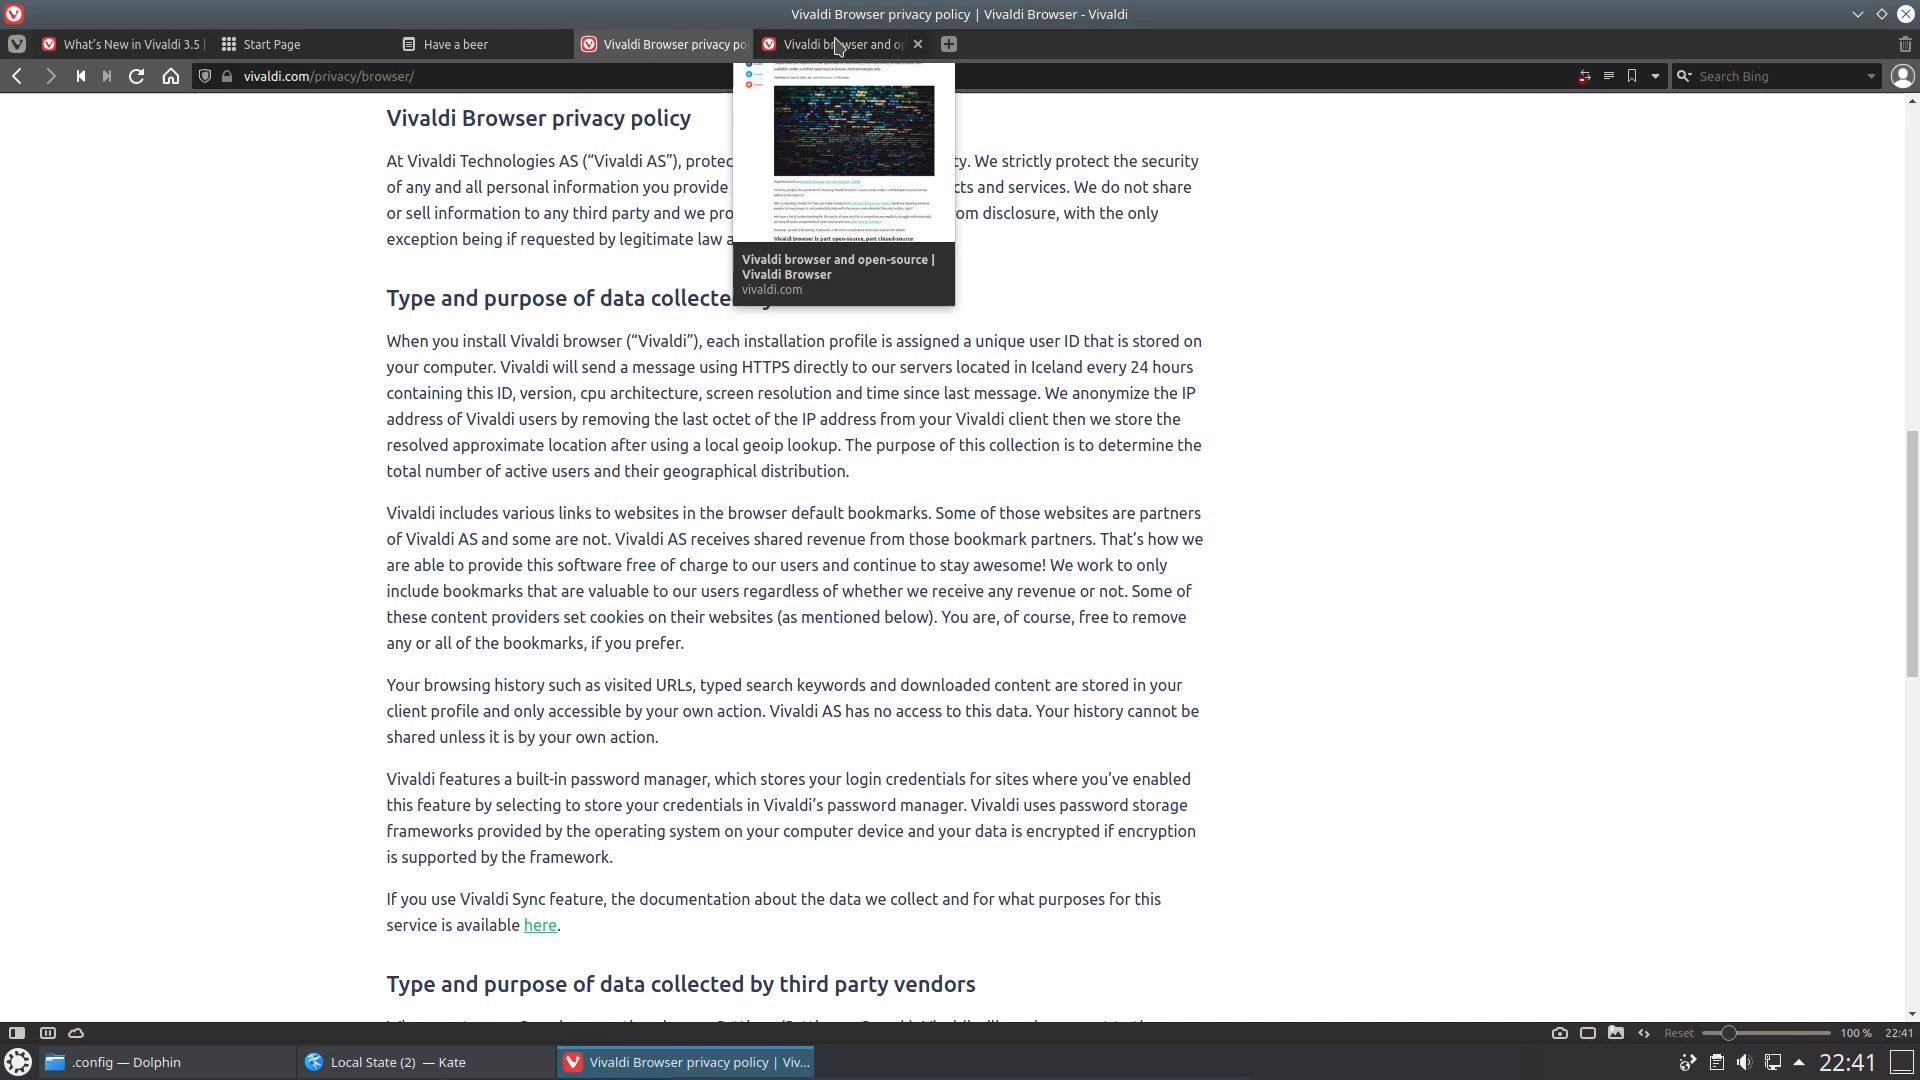 Vivaldi Browser privacy policy | Vivaldi Browser - Vivaldi
What's New in Vivaldi 3.5
Start Page
Have a beer
Vivaldi Browser privacy po
Vivaldi browser and op
vivaldi.com/privacy/browser/
Search Bing
Vivaldi Browser privacy policy
At Vivaldi Technologies AS (“Vivaldi AS”), protec
ty. We strictly protect the security
of any and all personal information you provide
cts and services. We do not share
or sell information to any third party and we pro
om disclosure, with the only
exception being if requested by legitimate law a
Vivaldi browser is part open-source, part closed-source
Vivaldi browser and open-source |
Vivaldi Browser
vivaldi.com
Type and purpose of data collected
When you install Vivaldi browser (“Vivaldi”), each installation profile is assigned a unique user ID that is stored on
your computer. Vivaldi will send a message using HTTPS directly to our servers located in Iceland every 24 hours
containing this ID, version, cpu architecture, screen resolution and time since last message. We anonymize the IP
address of Vivaldi users by removing the last octet of the IP address from your Vivaldi client then we store the
resolved approximate location after using a local geoip lookup. The purpose of this collection is to determine the
total number of active users and their geographical distribution.
Vivaldi includes various links to websites in the browser default bookmarks. Some of those websites are partners
of Vivaldi AS and some are not. Vivaldi AS receives shared revenue from those bookmark partners. That’s how we
are able to provide this software free of charge to our users and continue to stay awesome! We work to only
include bookmarks that are valuable to our users regardless of whether we receive any revenue or not. Some of
these content providers set cookies on their websites (as mentioned below). You are, of course, free to remove
any or all of the bookmarks, if you prefer.
Your browsing history such as visited URLs, typed search keywords and downloaded content are stored in your
client profile and only accessible by your own action. Vivaldi AS has no access to this data. Your history cannot be
shared unless it is by your own action.
Vivaldi features a built-in password manager, which stores your login credentials for sites where you’ve enabled
this feature by selecting to store your credentials in Vivaldi’s password manager. Vivaldi uses password storage
frameworks provided by the operating system on your computer device and your data is encrypted if encryption
is supported by the framework.
If you use Vivaldi Sync feature, the documentation about the data we collect and for what purposes for this
service is available here.
Type and purpose of data collected by third party vendors
Reset
100 %
22:41
.config — Dolphin
Local State (2) — Kate
Vivaldi Browser privacy policy | Viv...
22:41